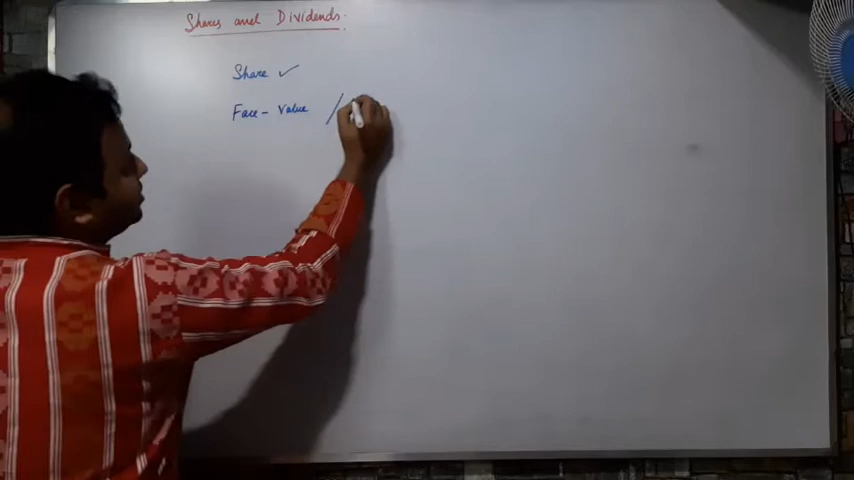 Shares and Dividends
Share ✓
Face - Value /